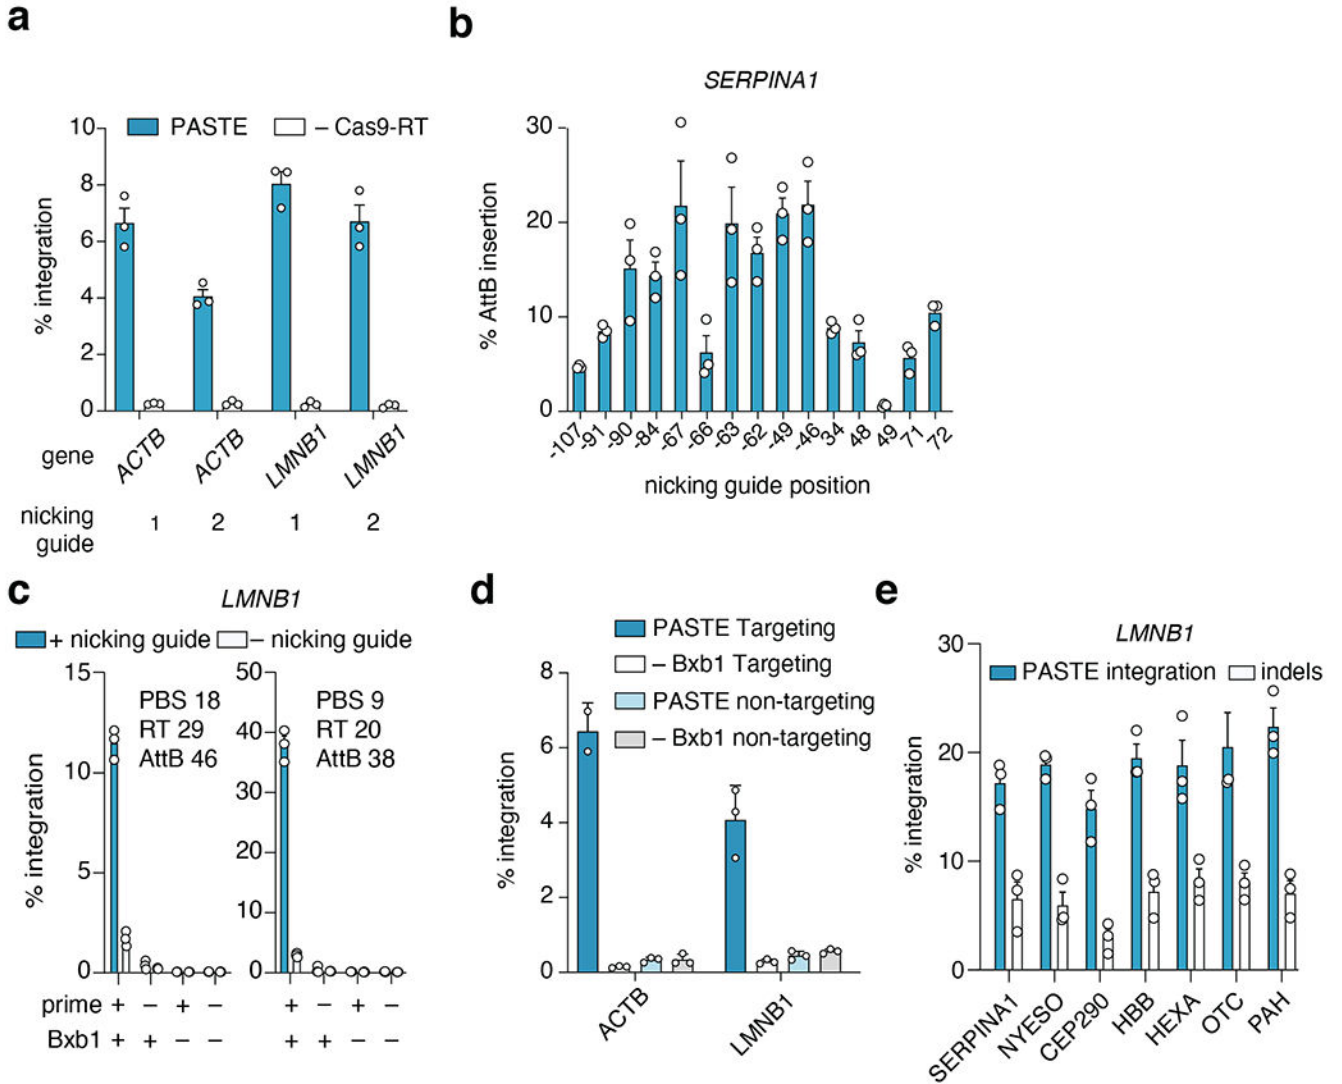 a
PASTE – Cas9-RT
10
8
6
4
2
0
% integration
gene
ACTB ACTB LMNB1 LMNB1
nicking guide
1 2 1 2
b
SERPINA1
30
20
10
0
% AttB insertion
-107 -91 -90 -84 -67 -66 -63 -62 -49 -46 34 48 49 71 72
nicking guide position
c
LMNB1
+ nicking guide – nicking guide
15
10
5
0
% integration
PBS 18
RT 29
AttB 46
50
40
30
20
10
0
PBS 9
RT 20
AttB 38
prime + – + – + – + –
Bxb1 + + – – + + – –
d
PASTE Targeting
– Bxb1 Targeting
PASTE non-targeting
– Bxb1 non-targeting
8
6
4
2
0
% integration
ACTB LMNB1
e
LMNB1
PASTE integration indels
30
20
10
0
% integration
SERPINA1 NYESO CEP290 HBB HEXA OTC PAH